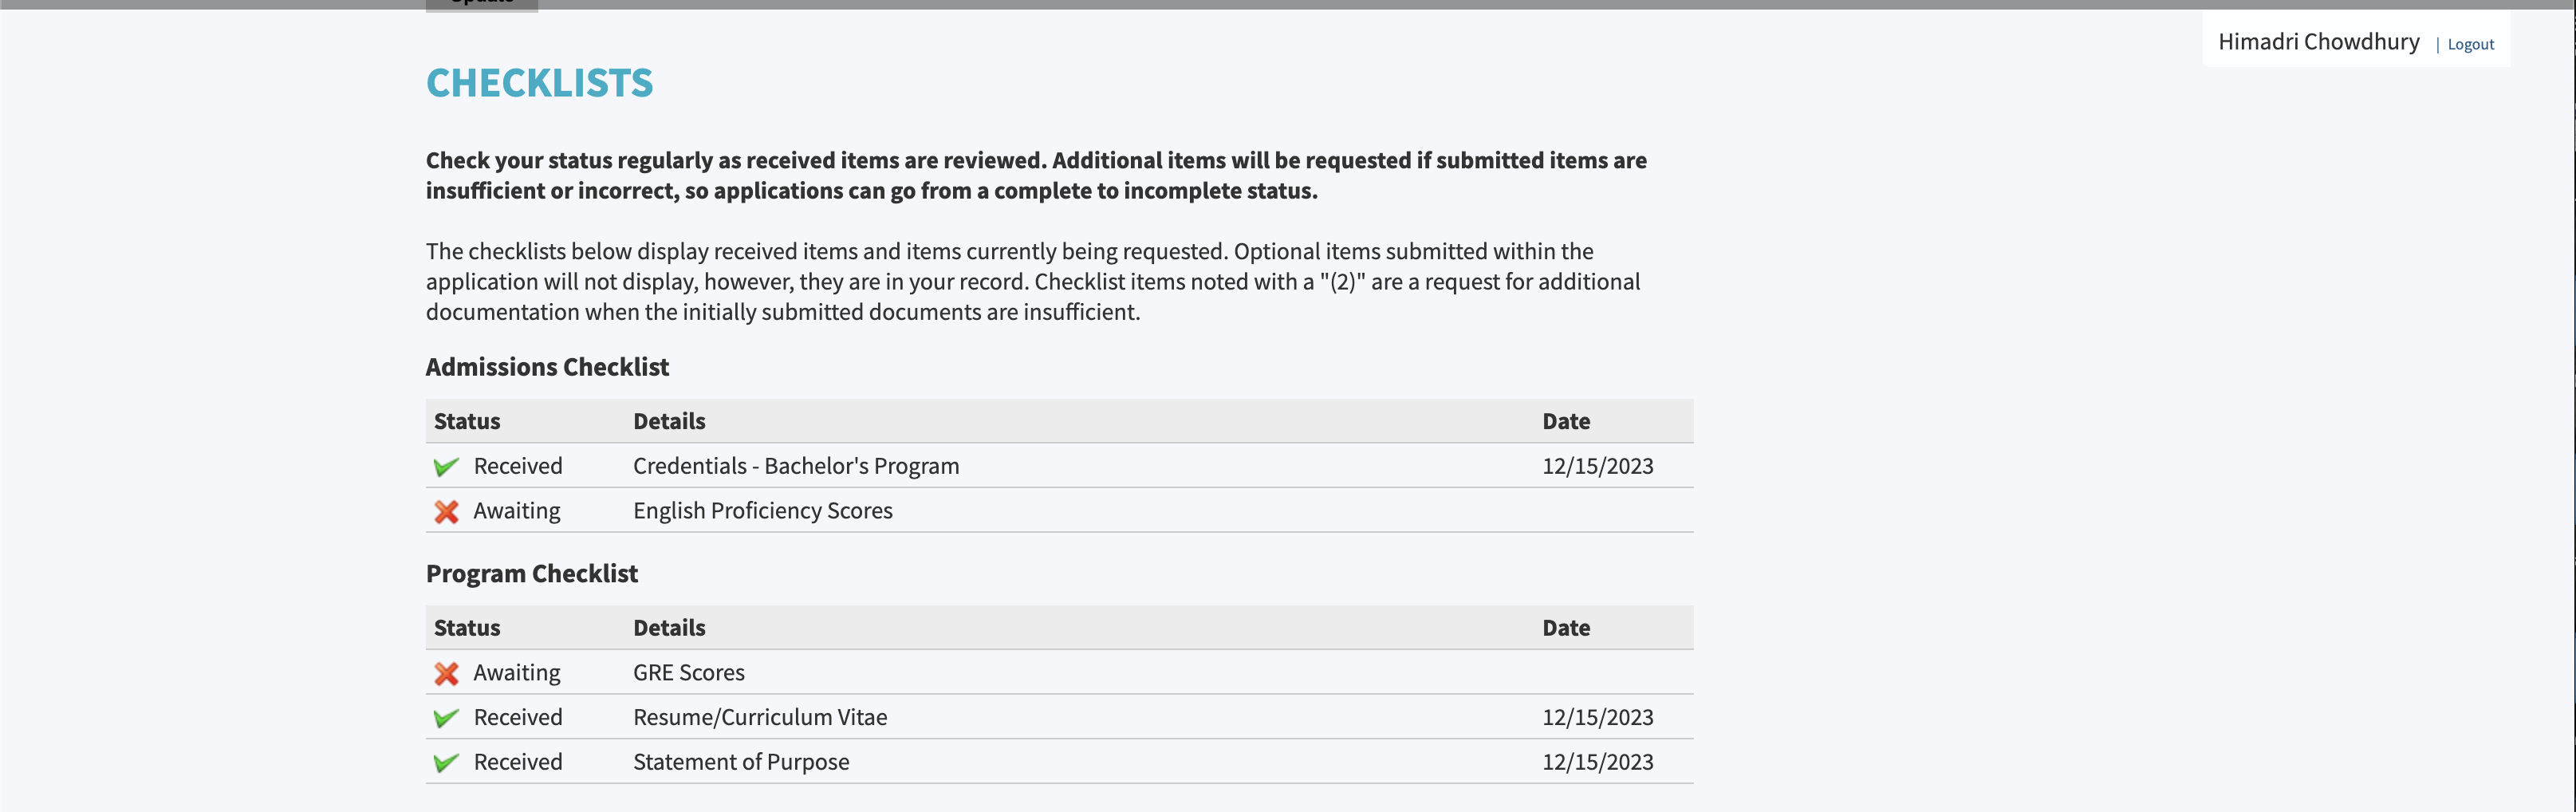 Himadri Chowdhury | Logout
CHECKLISTS
Check your status regularly as received items are reviewed. Additional items will be requested if submitted items are
insufficient or incorrect, so applications can go from a complete to incomplete status.
The checklists below display received items and items currently being requested. Optional items submitted within the
application will not display, however, they are in your record. Checklist items noted with a "(2)" are a request for additional
documentation when the initially submitted documents are insufficient.
Admissions Checklist
Status Details Date
Received Credentials - Bachelor's Program 12/15/2023
Awaiting English Proficiency Scores
Program Checklist
Status Details Date
Awaiting GRE Scores
Received Resume/Curriculum Vitae 12/15/2023
Received Statement of Purpose 12/15/2023